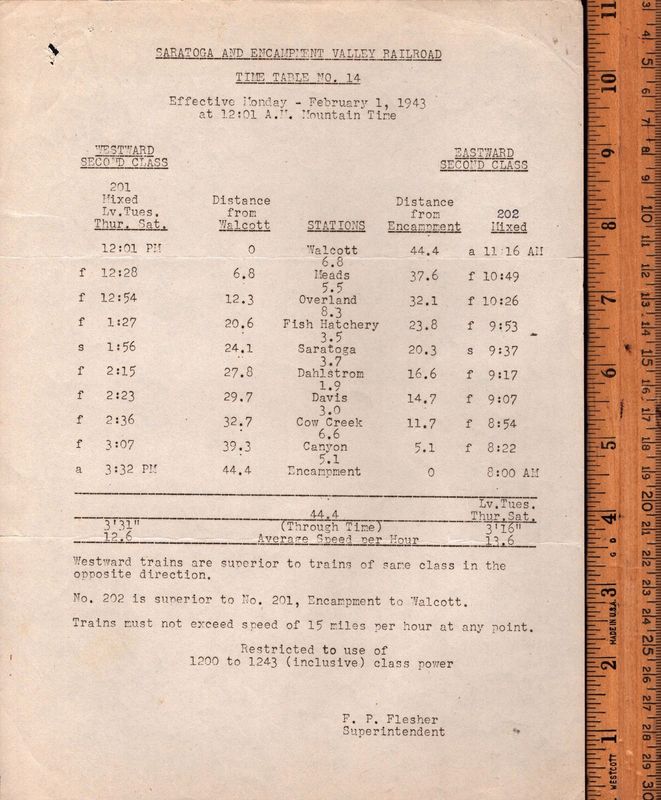 SARATOGA AND ENCAMPMENT VALLEY RAILROAD
TIME TABLE NO. 14
Effective Monday - February 1, 1943
at 12:01 A.M. Mountain Time
WESTWARD EASTWARD
SECOND CLASS SECOND CLASS
201
Mixed Distance Distance
Lv.Tues. from from 202
Thur. Sat. Walcott STATIONS Encampment Mixed
12:01 PM 0 Walcott 44.4 a 11:16 AM
6.8
f 12:28 6.8 Meads 37.6 f 10:49
5.5
f 12:54 12.3 Overland 32.1 f 10:26
8.3
f 1:27 20.6 Fish Hatchery 23.8 f 9:53
3.5
s 1:56 24.1 Saratoga 20.3 s 9:37
3.7
f 2:15 27.8 Dahlstrom 16.6 f 9:17
1.9
f 2:23 29.7 Davis 14.7 f 9:07
3.0
f 2:36 32.7 Cow Creek 11.7 f 8:54
6.6
f 3:07 39.3 Canyon 5.1 f 8:22
5.1
a 3:32 PM 44.4 Encampment 0 8:00 AM
Lv.Tues.
44.4 Thur.Sat.
3'31" (Through Time) 3'16"
12.6 Average Speed per Hour 13.6
Westward trains are superior to trains of same class in the
opposite direction.
No. 202 is superior to No. 201, Encampment to Walcott.
Trains must not exceed speed of 15 miles per hour at any point.
Restricted to use of
1200 to 1243 (inclusive) class power
F. P. Flesher
Superintendent
WESTCOTT
MADE IN U.S.A.
1 2 3 4 5 6 7 8 9 10 11